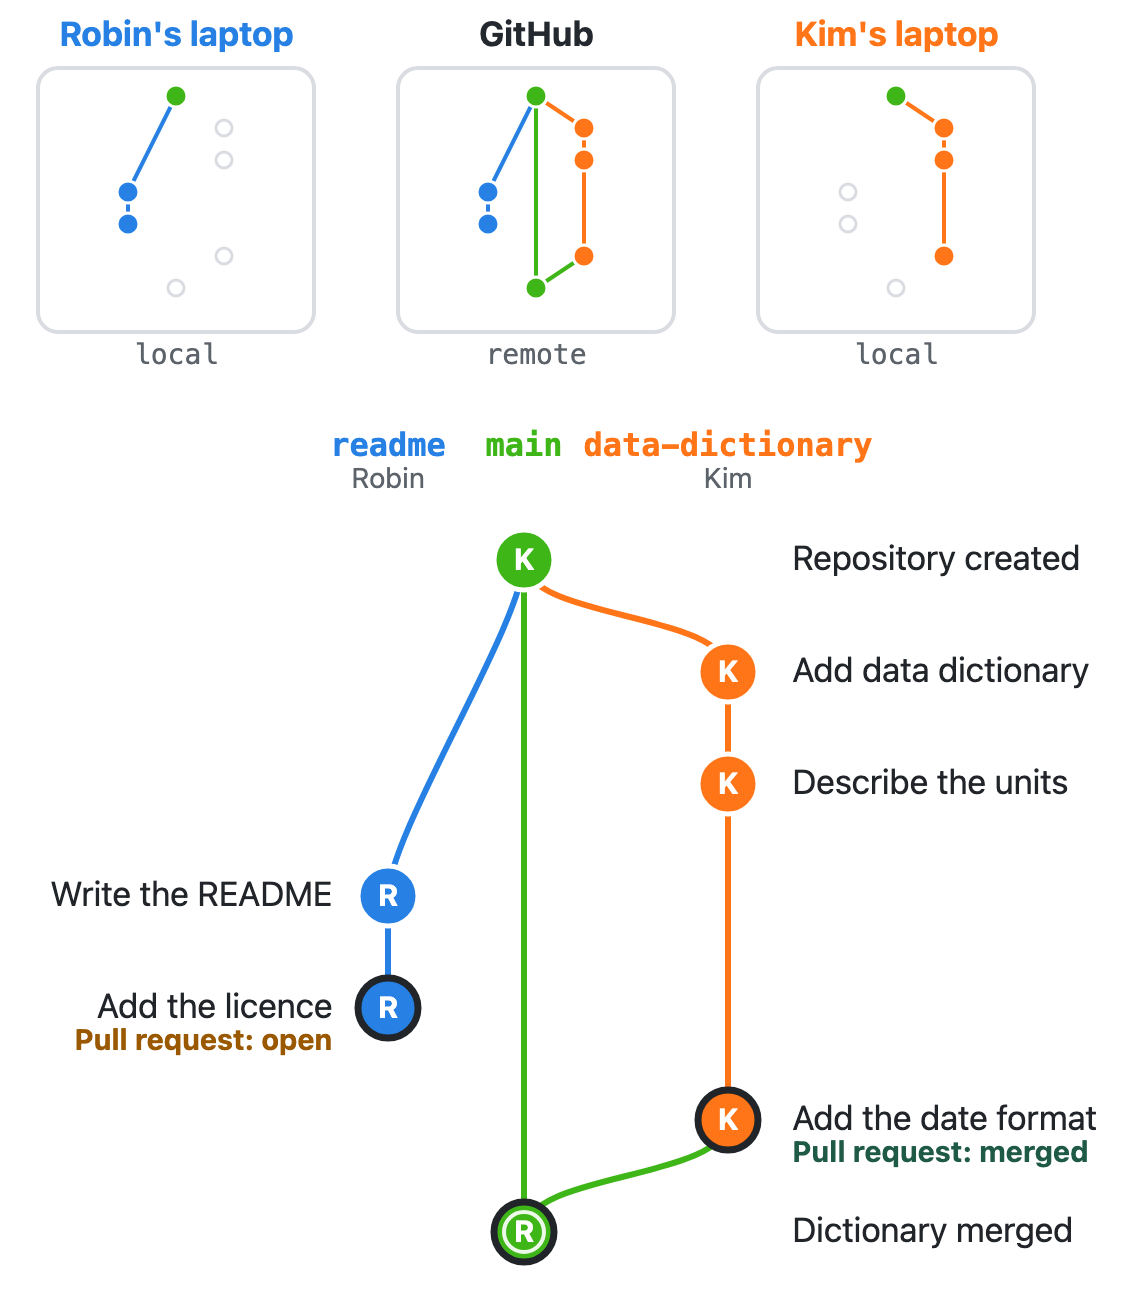 Robin's laptop
GitHub
Kim's laptop
local
remote
local
readme
main
data-dictionary
Robin
Kim
K
Repository created
K
Add data dictionary
K
Describe the units
Write the README
R
Add the licence
R
Pull request: open
K
Add the date format
Pull request: merged
R
Dictionary merged